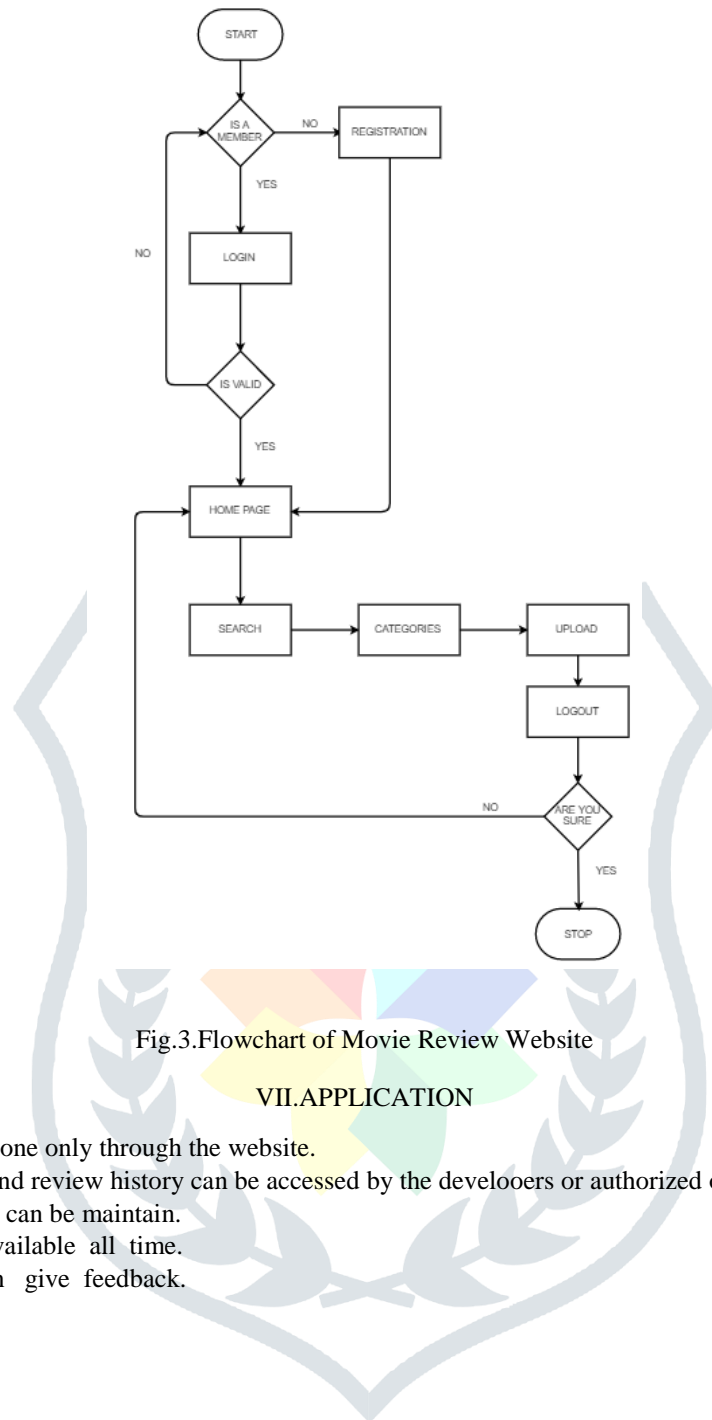 START
IS A
MEMBER
NO
REGISTRATION
YES
LOGIN
NO
IS VALID
YES
HOME PAGE
SEARCH
CATEGORIES
UPLOAD
LOGOUT
NO
ARE YOU
SURE
YES
STOP
Fig.3.Flowchart of Movie Review Website
VII.APPLICATION
one only through the website.
nd review history can be accessed by the develooers or authorized
can be maintain.
vailable all time.
give feedback.